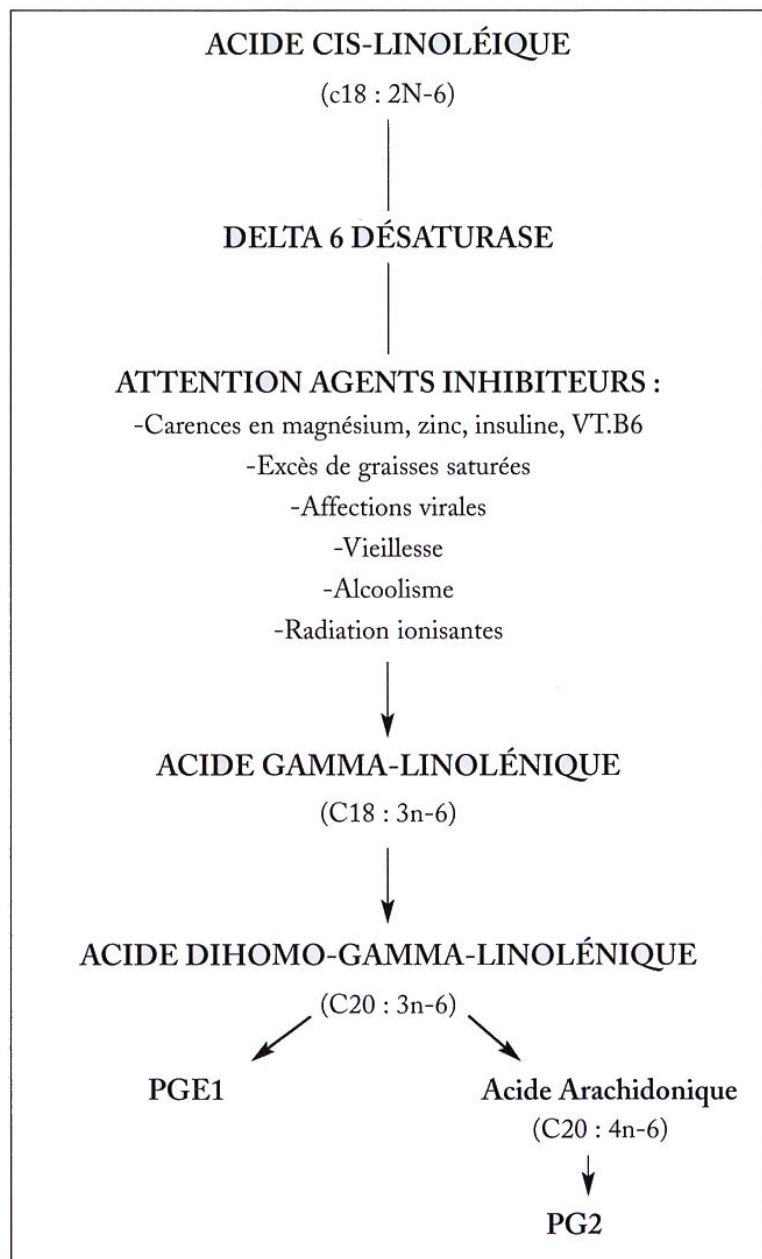 ACIDE CIS-LINOLÉIQUE
(c18 : 2N-6)
DELTA 6 DÉSATURASE
ATTENTION AGENTS INHIBITEURS :
-Carences en magnésium, zinc, insuline, VT.B6
-Excès de graisses saturées
-Affections virales
-Vieillesse
-Alcoolisme
-Radiation ionisantes
ACIDE GAMMA-LINOLÉNIQUE
(C18 : 3n-6)
ACIDE DIHOMO-GAMMA-LINOLÉNIQUE
(C20 : 3n-6)
PGE1
Acide Arachidonique
(C20 : 4n-6)
PG2